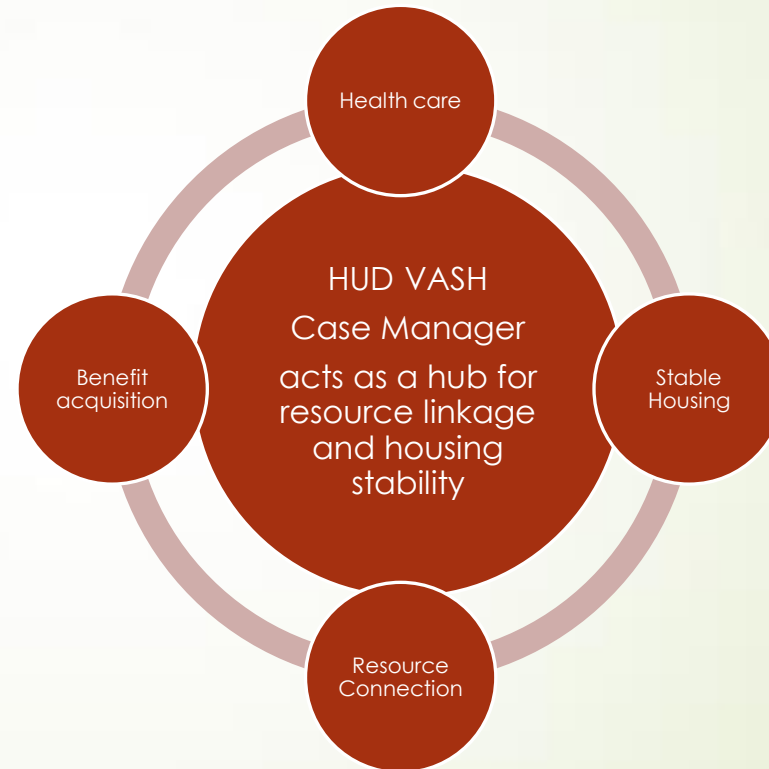 Health care
HUD VASH
Case Manager
acts as a hub for
resource linkage
and housing
stability
Benefit
acquisition
Stable
Housing
Resource
Connection